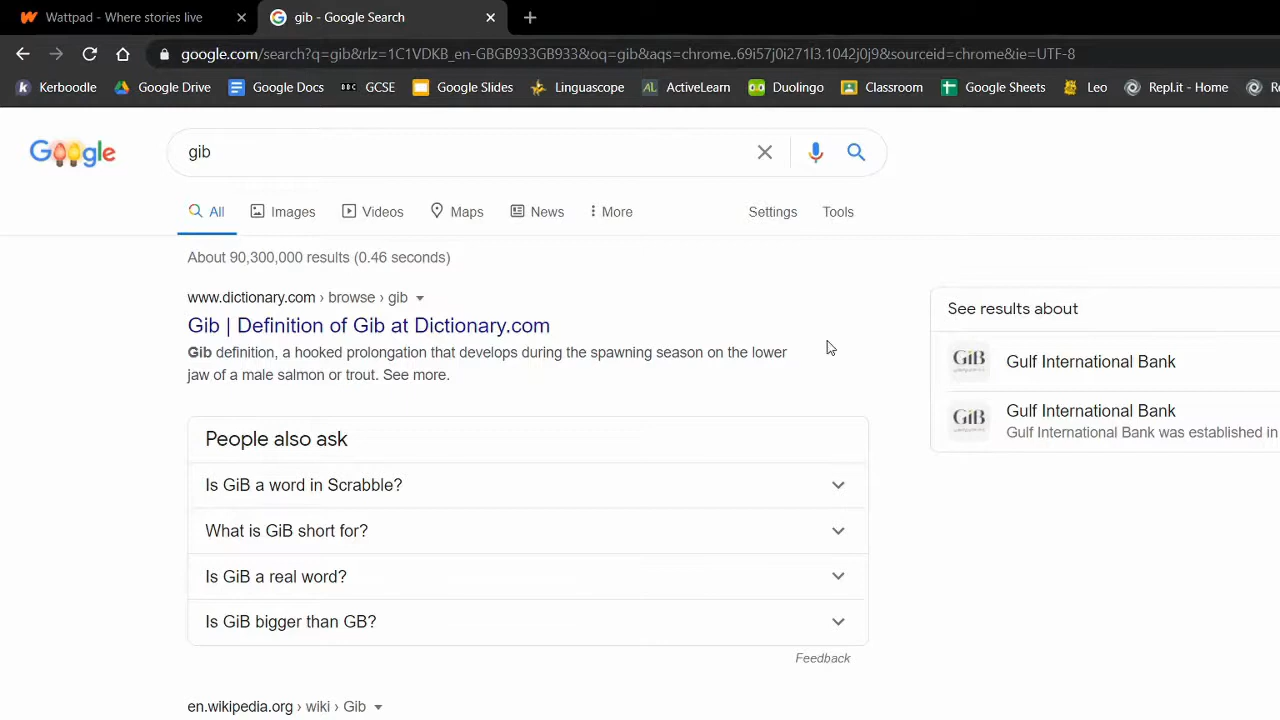 Wattpad - Where stories live
gib - Google Search
google.com/search?q=gib&rlz=1C1VDKB_en-GBGB933GB933&oq=gib&aqs=chrome..69i57j0i271l3.1042j0j9&sourceid=chrome&ie=UTF-8
k Kerboodle Google Drive Google Docs BBC GCSE Google Slides Linguascope AL ActiveLearn Duolingo Classroom Google Sheets Leo Repl.it - Home
Google
gib
All Images Videos Maps News More Settings Tools
About 90,300,000 results (0.46 seconds)
www.dictionary.com › browse › gib
Gib | Definition of Gib at Dictionary.com
Gib definition, a hooked prolongation that develops during the spawning season on the lower
jaw of a male salmon or trout. See more.
See results about
GiB Gulf International Bank
GiB Gulf International Bank
Gulf International Bank was established in
People also ask
Is GiB a word in Scrabble?
What is GiB short for?
Is GiB a real word?
Is GiB bigger than GB?
Feedback
en.wikipedia.org › wiki › Gib